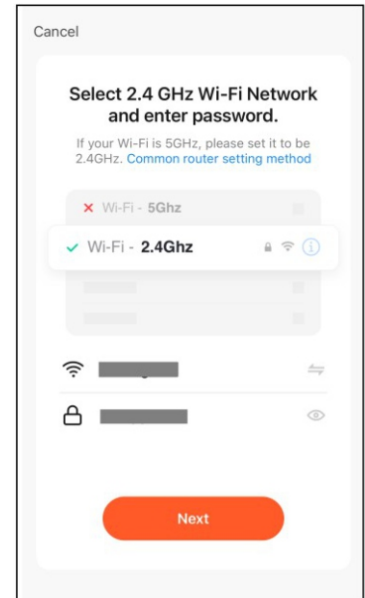 Cancel
Select 2.4 GHz Wi-Fi Network
and enter password.
If your Wi-Fi is 5GHz, please set it to be
2.4GHz. Common router setting method
Wi-Fi - 5Ghz
Wi-Fi - 2.4Ghz
Next